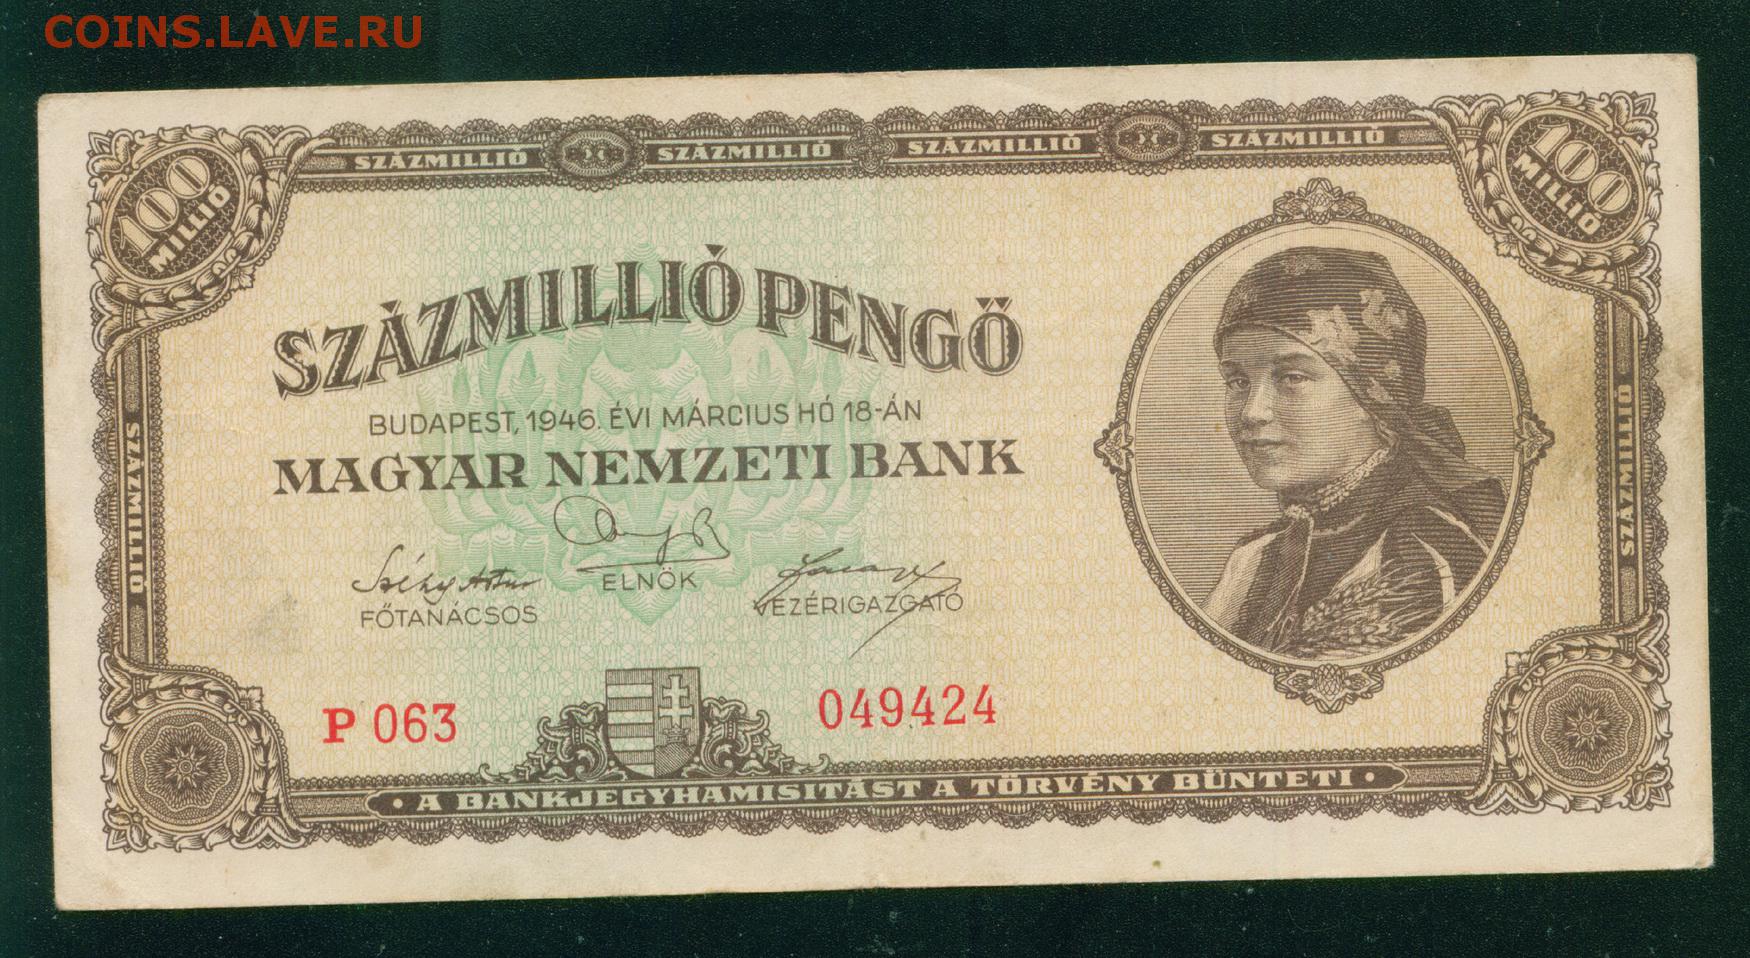 COINS.LAVE.RU
SZÁZMILLIÓ SZÁZMILLIÓ SZÁZMILLIÓ SZÁZMILLIÓ
100 MILLIÓ
100 MILLIÓ
SZÁZMILLIÓ PENGŐ
BUDAPEST, 1946. ÉVI MÁRCIUS HÓ 18-ÁN
MAGYAR NEMZETI BANK
SZÁZMILLIÓ
SZÁZMILLIÓ
ELNÖK
FŐTANÁCSOS
VEZÉRIGAZGATÓ
P 063
049424
· A BANKJEGYHAMISITÁST A TÖRVÉNY BÜNTETI ·